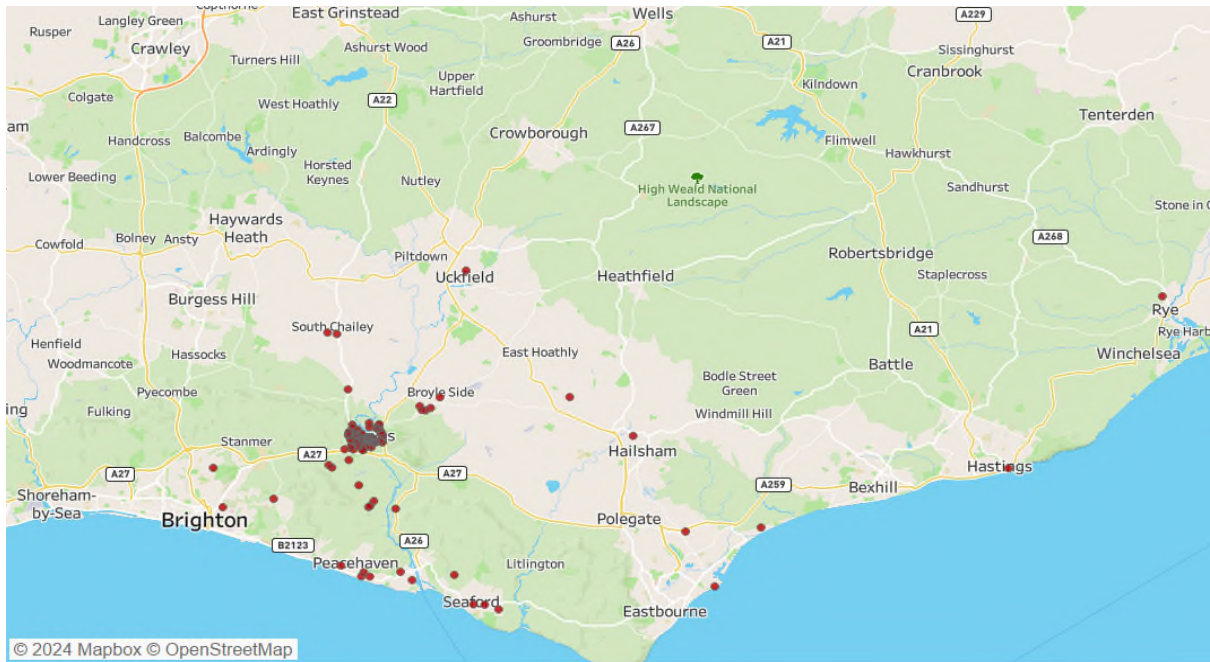 Copthorne
East Grinstead
Ashurst
Wells
A229
Langley Green
Rusper
Crawley
Ashurst Wood
Groombridge
A26
A21
Sissinghurst
Turners Hill
Cranbrook
Upper
Hartfield
Kilndown
Colgate
West Hoathly
A22
Tenterden
am
Handcross
Balcombe
Ardingly
Crowborough
A267
Flimwell
Hawkhurst
Lower Beeding
Horsted
Keynes
Nutley
High Weald National
Landscape
Sandhurst
Stone in O
Haywards
Heath
Cowfold
Bolney
Ansty
Piltdown
A268
Robertsbridge
Uckfield
Heathfield
Staplecross
Burgess Hill
Rye
South Chailey
A21
Rye Harb
Henfield
Hassocks
East Hoathly
Winchelsea
Woodmancote
Battle
Pyecombe
Broyle Side
Bodle Street
Green
ing
Fulking
Windmill Hill
Stanmer
s
Hailsham
A27
A27
A27
Hastings
Shoreham-
by-Sea
A259
Bexhill
Brighton
Polegate
B2123
A26
Peacehaven
Litlington
Seaford
Eastbourne
© 2024 Mapbox © OpenStreetMap